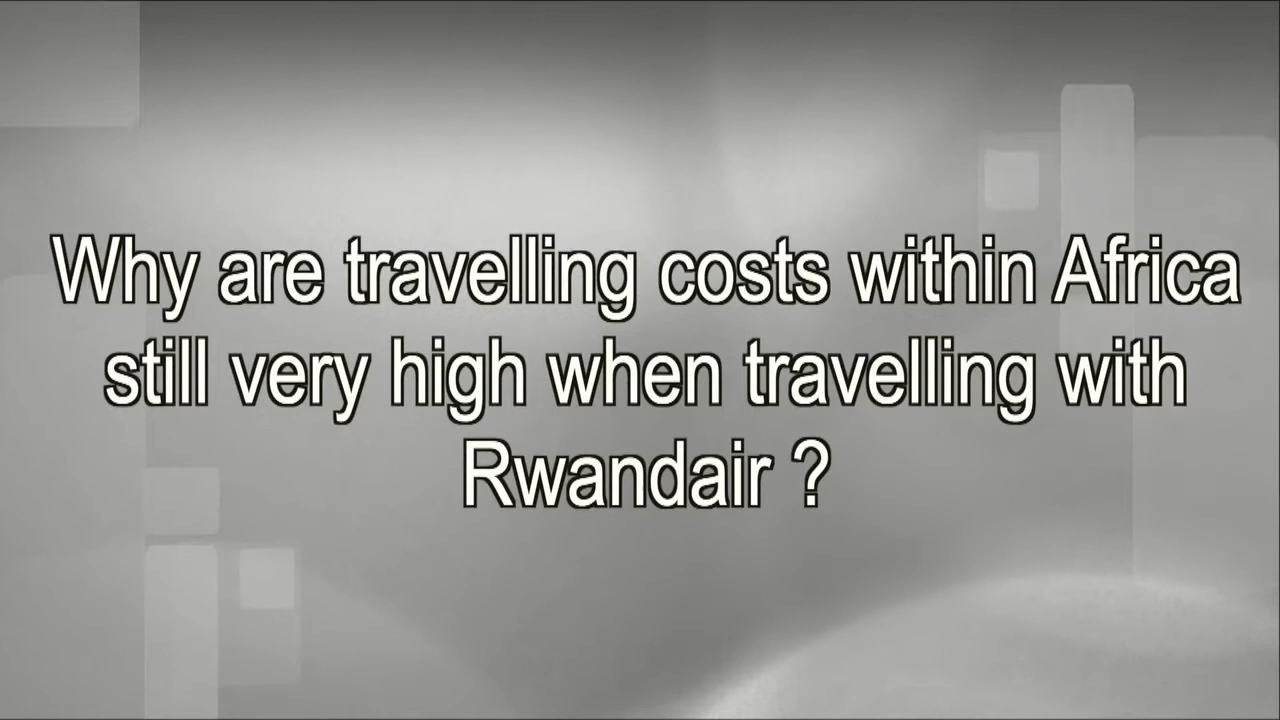 Why are travelling costs within Africa
still very high when travelling with
Rwandair ?